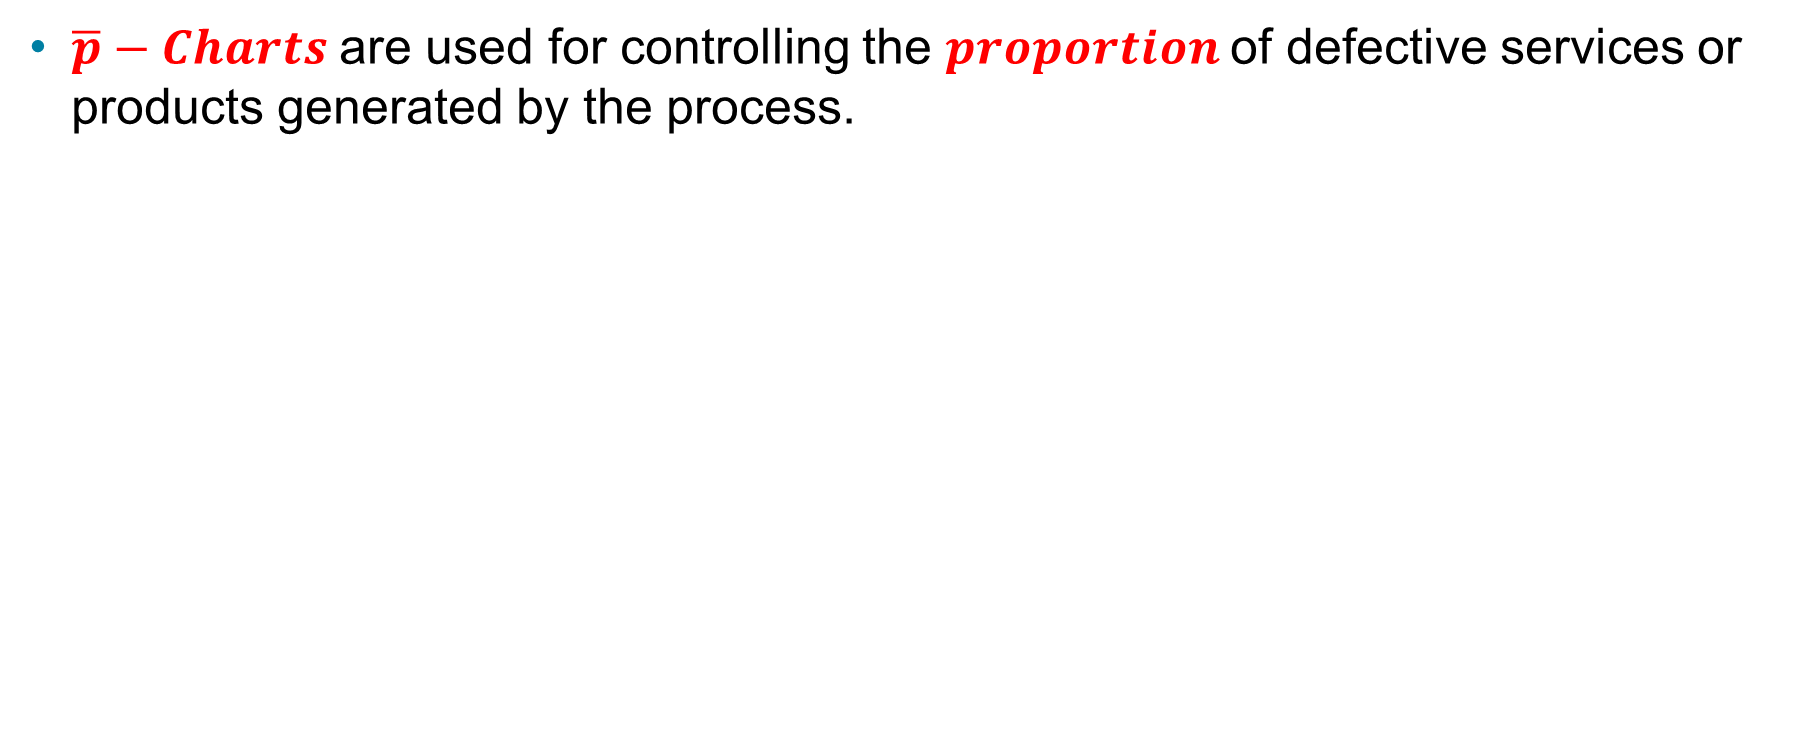 • p̅ – Charts are used for controlling the proportion of defective services or
products generated by the process.